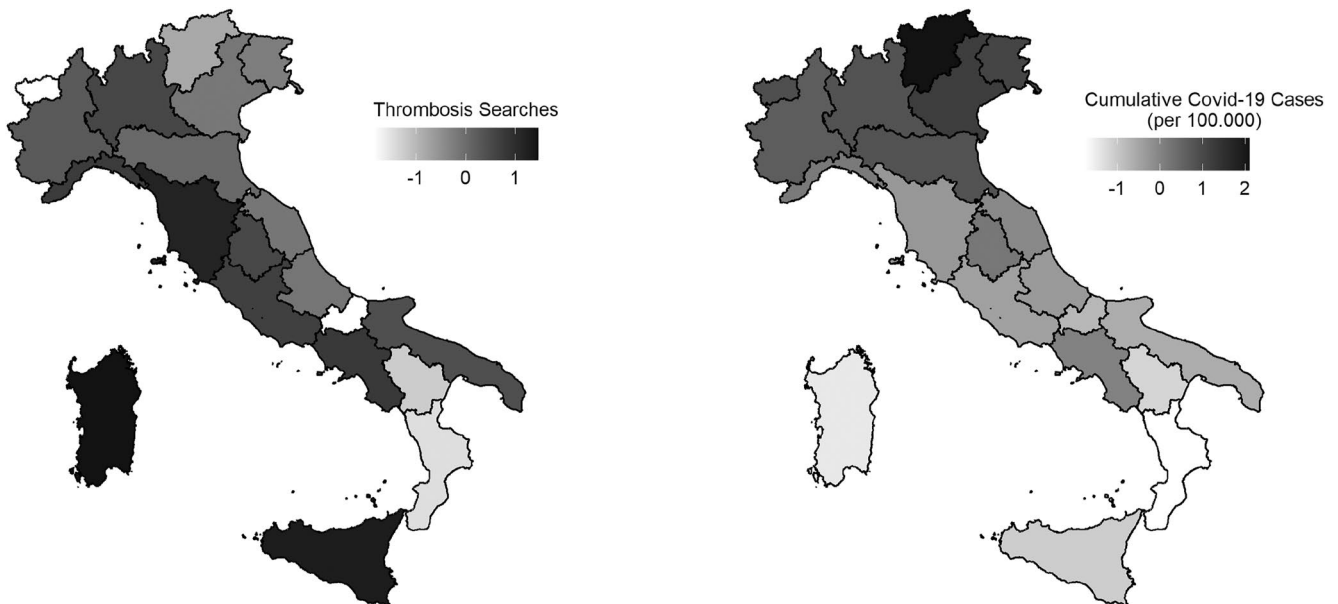 Thrombosis Searches
-1 0 1
Cumulative Covid-19 Cases
(per 100.000)
-1 0 1 2